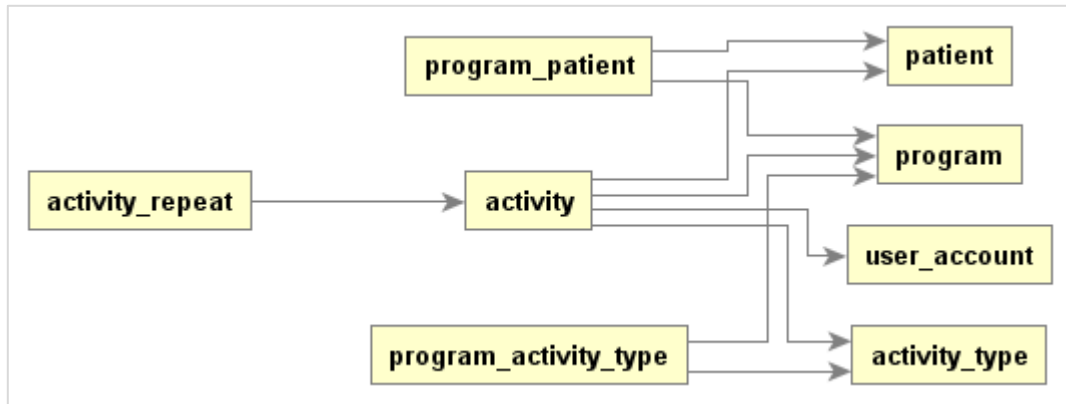 program_patient
patient
program
activity_repeat
activity
user_account
program_activity_type
activity_type